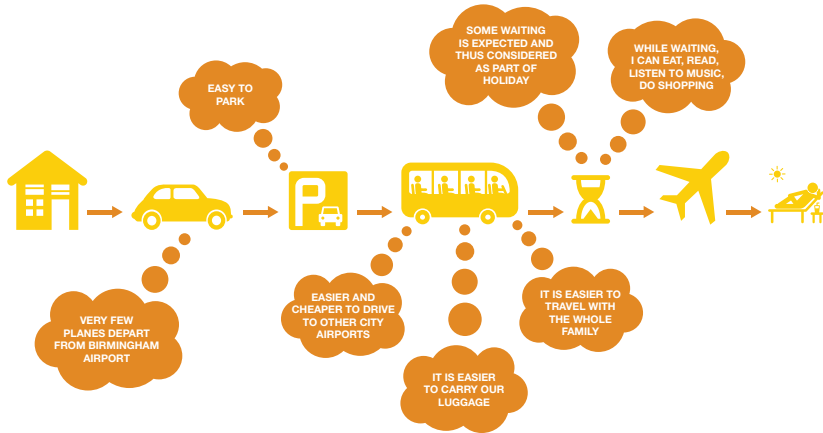 SOME WAITING
IS EXPECTED AND
THUS CONSIDERED
AS PART OF
HOLIDAY
WHILE WAITING,
I CAN EAT, READ,
LISTEN TO MUSIC,
DO SHOPPING
EASY TO
PARK
P
VERY FEW
PLANES DEPART
FROM BIRMINGHAM
AIRPORT
EASIER AND
CHEAPER TO DRIVE
TO OTHER CITY
AIRPORTS
IT IS EASIER
TO CARRY OUR
LUGGAGE
IT IS EASIER TO
TRAVEL WITH
THE WHOLE
FAMILY